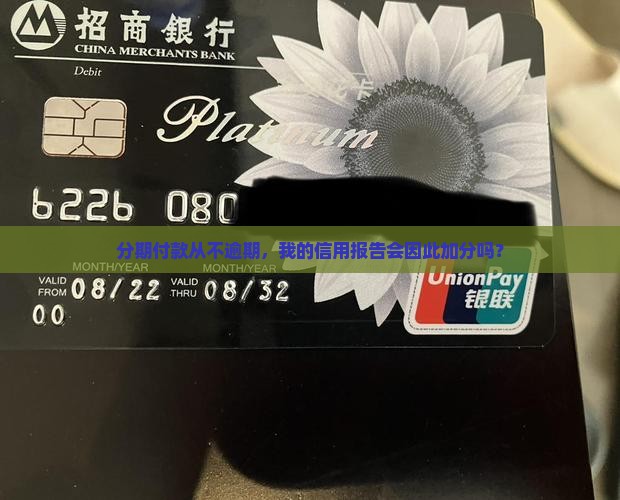 招商銀行
CHINA MERCHANTS BANK
Debit
Platinum
6226 080
分期付款从不逾期，我的信用报告会因此加分吗？
MONTH/YEAR MONTH/YEAR
VALID FROM 08/22 VALID THRU 08/32
00
UnionPay
银联